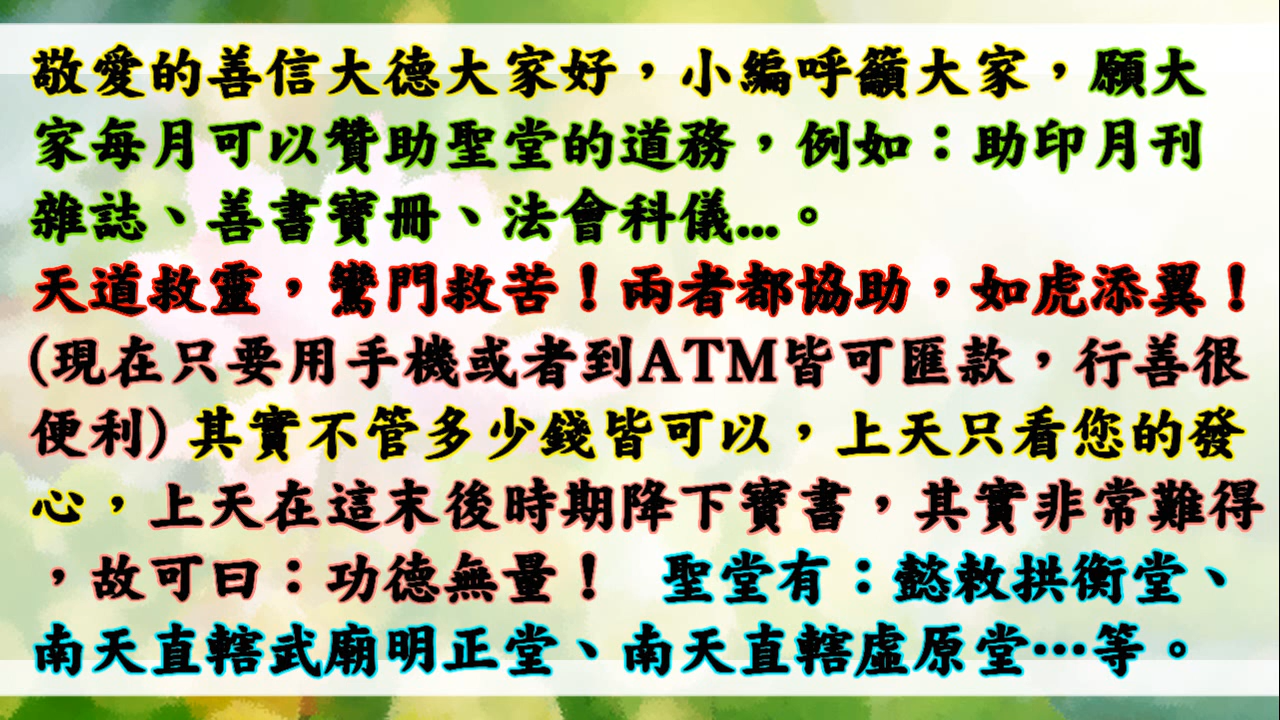 敬愛的善信大德大家好，小編呼籲大家，願大
家每月可以贊助聖堂的道務，例如：助印月刊
雜誌、善書寶冊、法會科儀...。
天道救靈，鸞門救苦！兩者都協助，如虎添翼！
(現在只要用手機或者到ATM皆可匯款，行善很
便利) 其實不管多少錢皆可以，上天只看您的發
心，上天在這末後時期降下寶書，其實非常難得
，故可曰：功德無量！ 聖堂有：懿敕拱衡堂、
南天直轄武廟明正堂、南天直轄虛原堂…等。